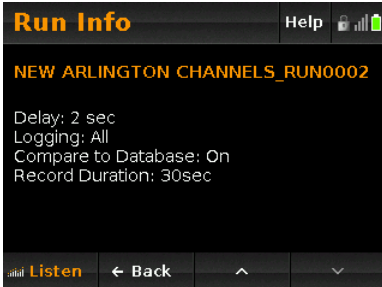 Run Info
Help
NEW ARLINGTON CHANNELS_RUN0002
Delay: 2 sec
Logging: All
Compare to Database: On
Record Duration: 30sec
Listen
← Back